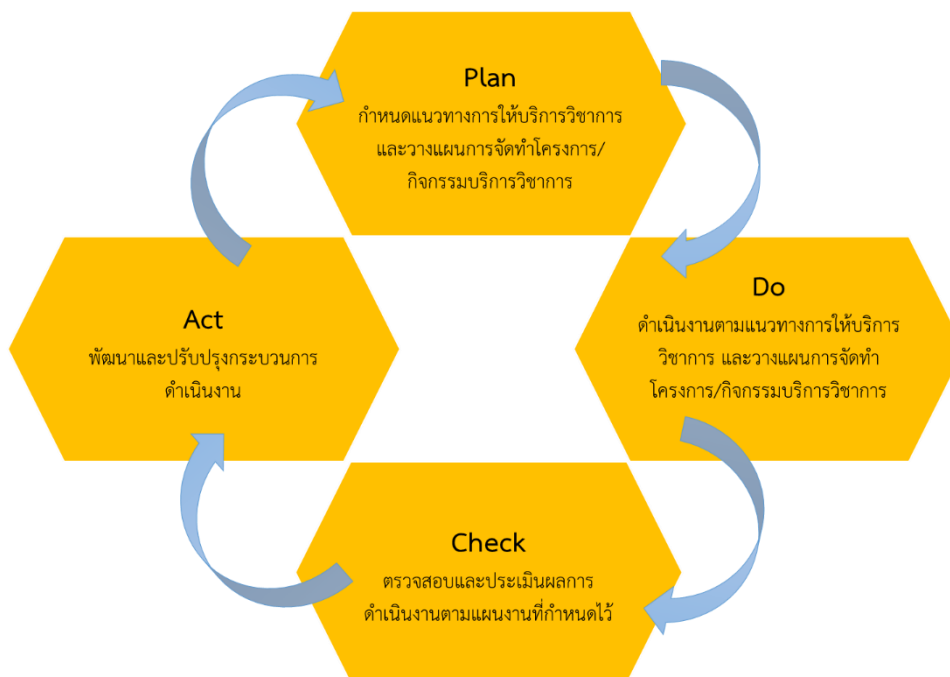 Plan
กำหนดแนวทางการให้บริการวิชาการ
และวางแผนการจัดทำโครงการ/
กิจกรรมบริการวิชาการ
Do
ดำเนินงานตามแนวทางการให้บริการ
วิชาการ และวางแผนการจัดทำ
โครงการ/กิจกรรมบริการวิชาการ
Check
ตรวจสอบและประเมินผลการ
ดำเนินงานตามแผนงานที่กำหนดไว้
Act
พัฒนาและปรับปรุงกระบวนการ
ดำเนินงาน